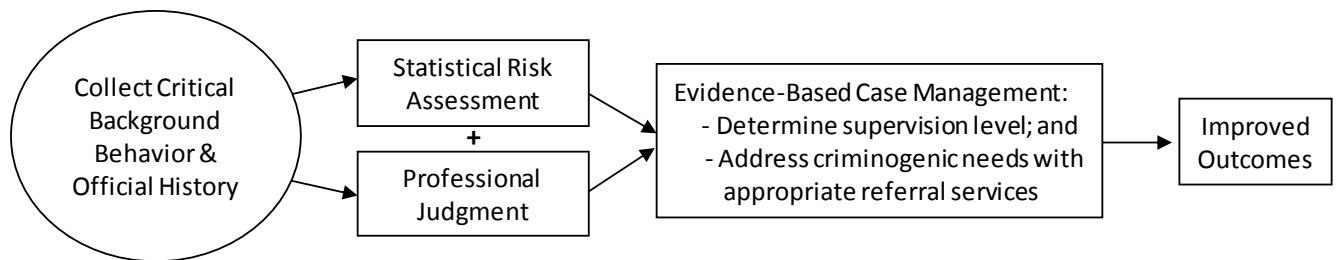 Collect Critical
Background
Behavior &
Official History
Statistical Risk
Assessment
+
Professional
Judgment
Evidence-Based Case Management:
- Determine supervision level; and
- Address criminogenic needs with
appropriate referral services
Improved
Outcomes